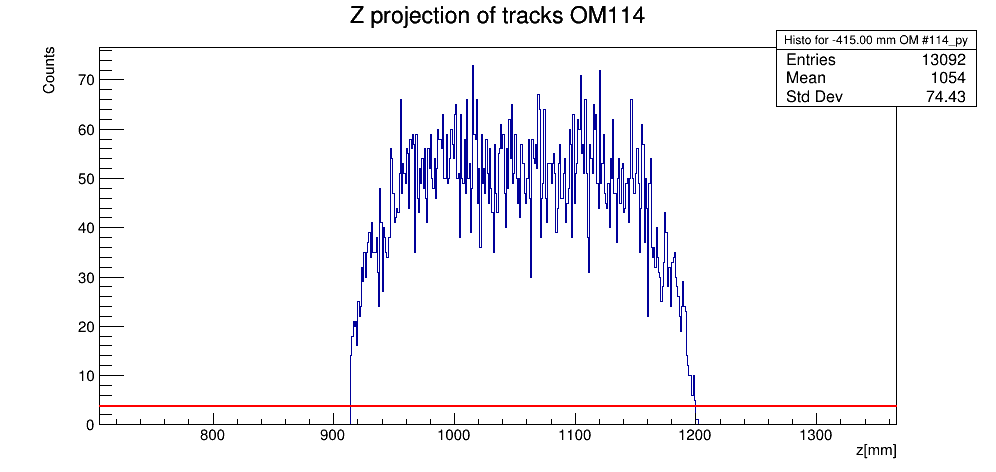 Z projection of tracks OM114
Histo for -415.00 mm OM #114_py
Entries 13092
Mean 1054
Std Dev 74.43
Counts
70
60
50
40
30
20
10
0
800 900 1000 1100 1200 1300
z[mm]